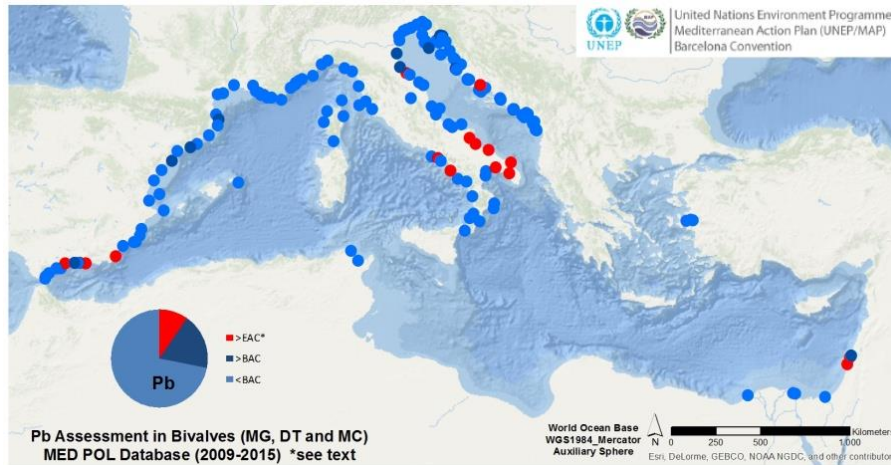 United Nations Environment Programme
Mediterranean Action Plan (UNEP/MAP)
Barcelona Convention
UNEP
MAP
>EAC*
>BAC
<BAC
Pb
Pb Assessment in Bivalves (MG, DT and MC)
MED POL Database (2009-2015) *see text
World Ocean Base
WGS1984_Mercator
Auxiliary Sphere
N
Kilometers
0 250 500 1.000
Esri, DeLorme, GEBCO, NOAA NGDC, and other contributors